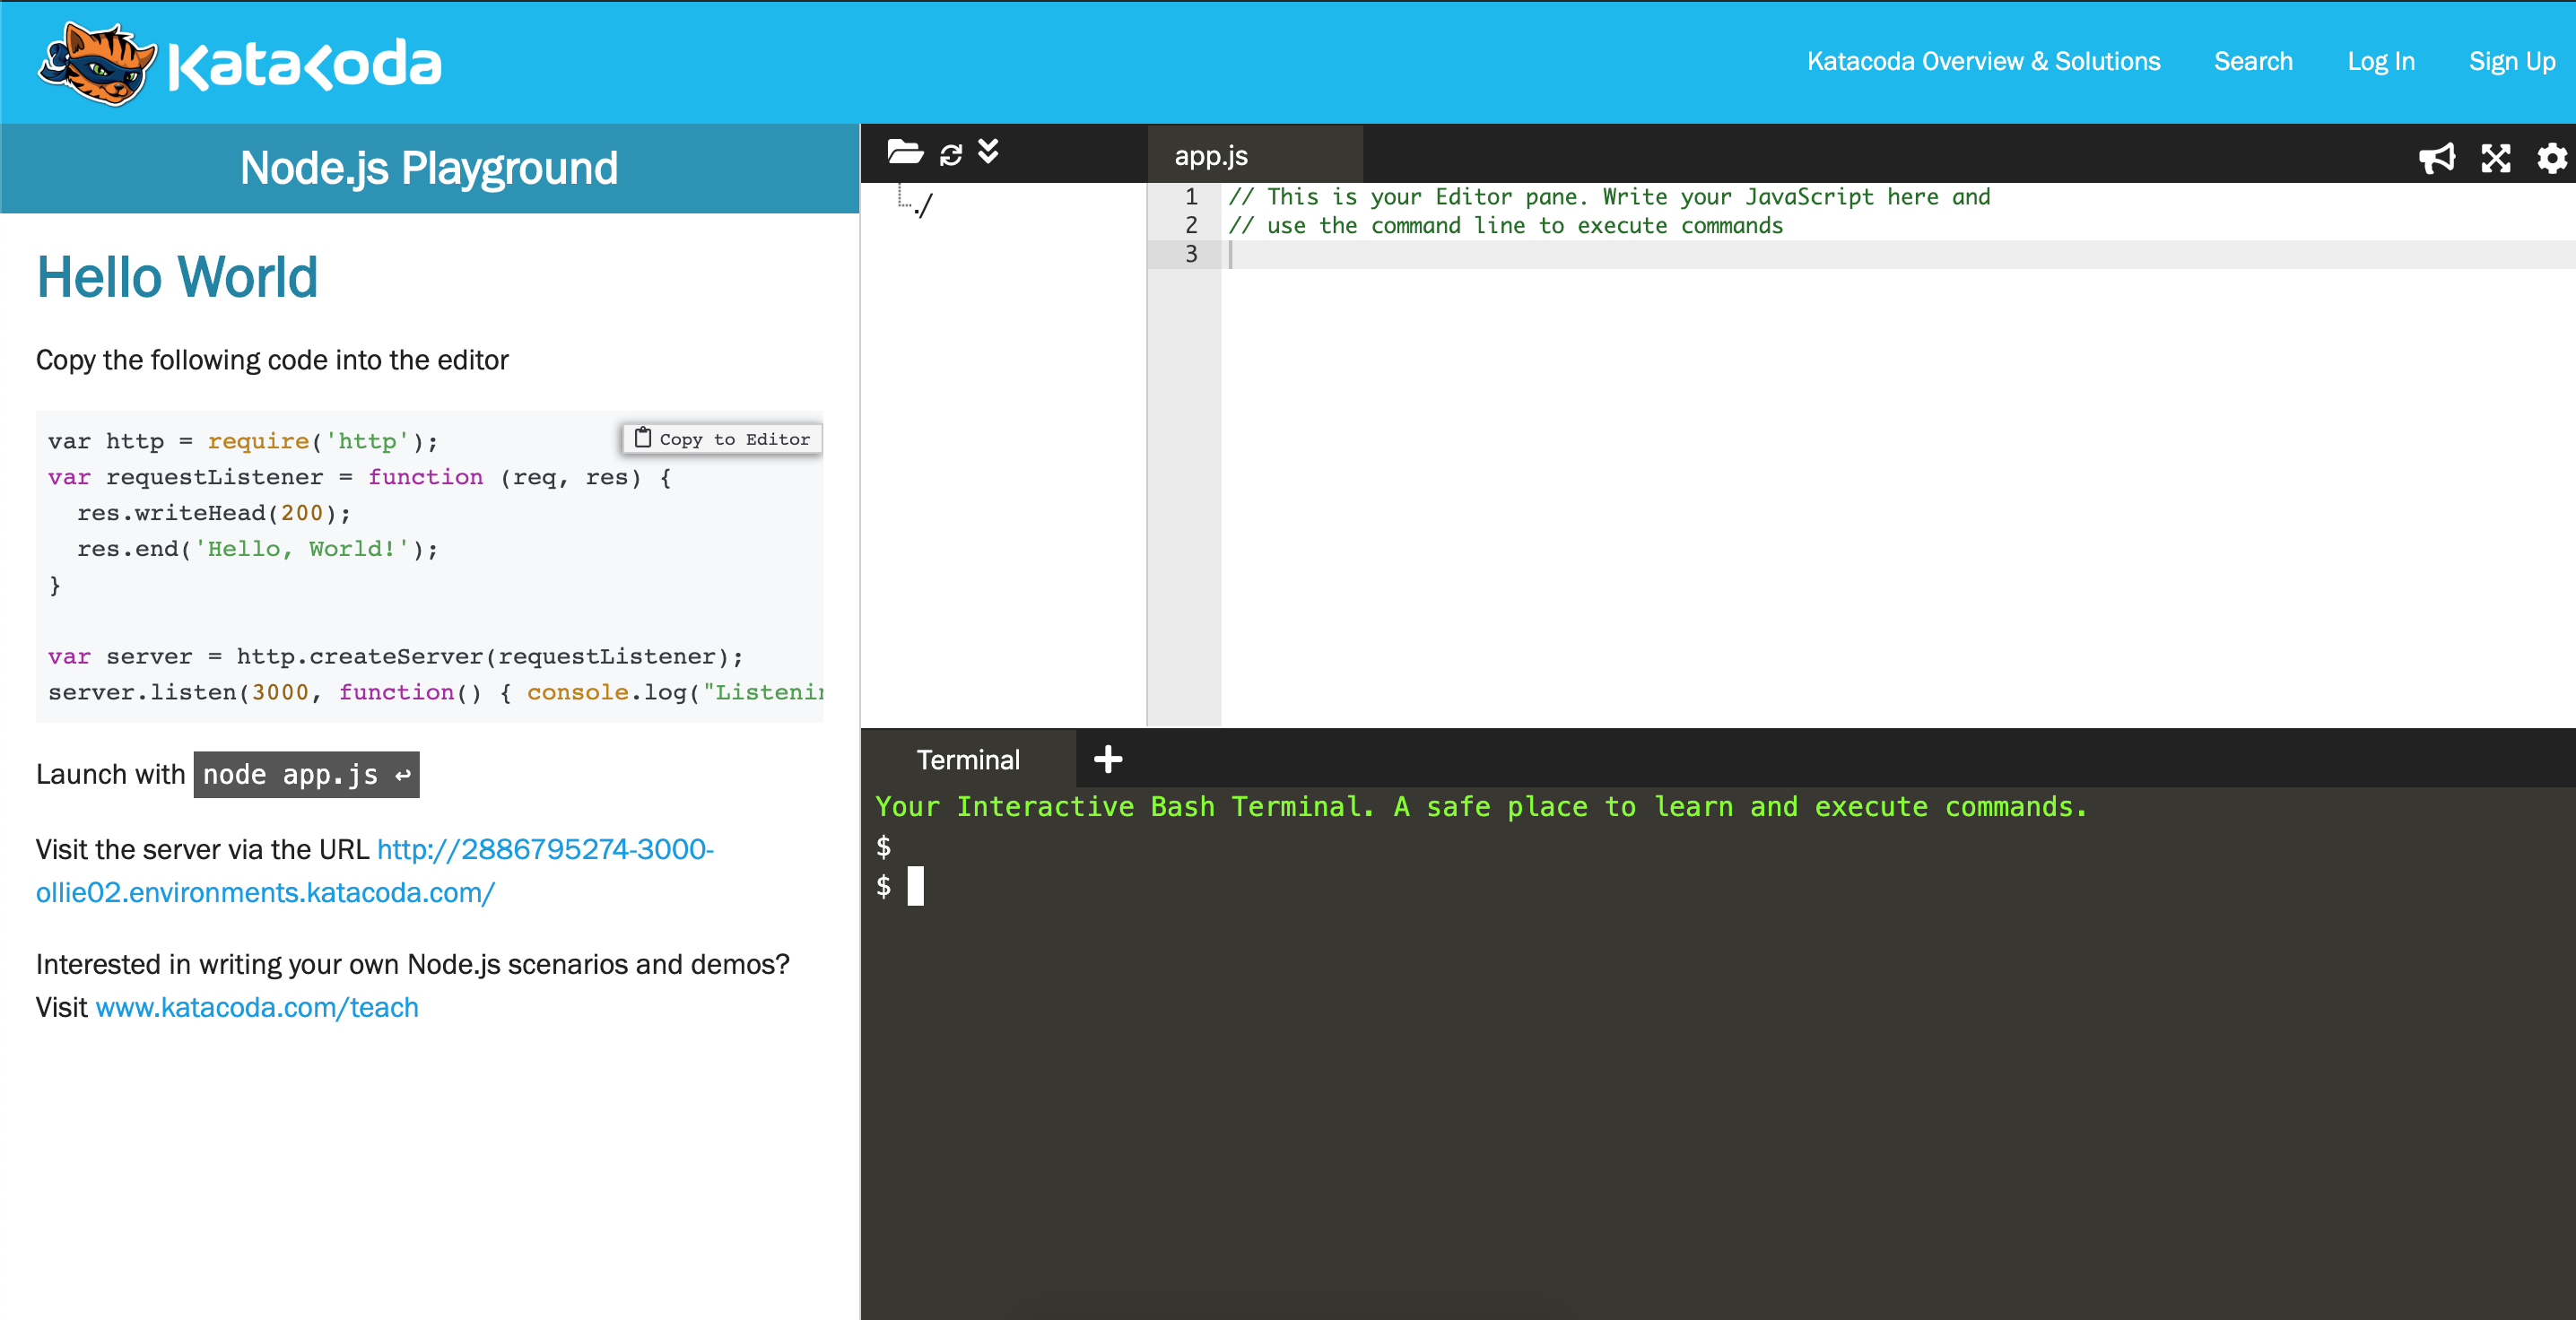 katacoda
Katacoda Overview & Solutions Search Log In Sign Up
Node.js Playground
Hello World
Copy the following code into the editor
Copy to Editor
var http = require('http');
var requestListener = function (req, res) {
  res.writeHead(200);
  res.end('Hello, World!');
}
var server = http.createServer(requestListener);
server.listen(3000, function() { console.log("Listenin
Launch with node app.js ↩
Visit the server via the URL http://2886795274-3000-
ollie02.environments.katacoda.com/
Interested in writing your own Node.js scenarios and demos?
Visit www.katacoda.com/teach
./
app.js
1 // This is your Editor pane. Write your JavaScript here and
2 // use the command line to execute commands
3
Terminal +
Your Interactive Bash Terminal. A safe place to learn and execute commands.
$
$